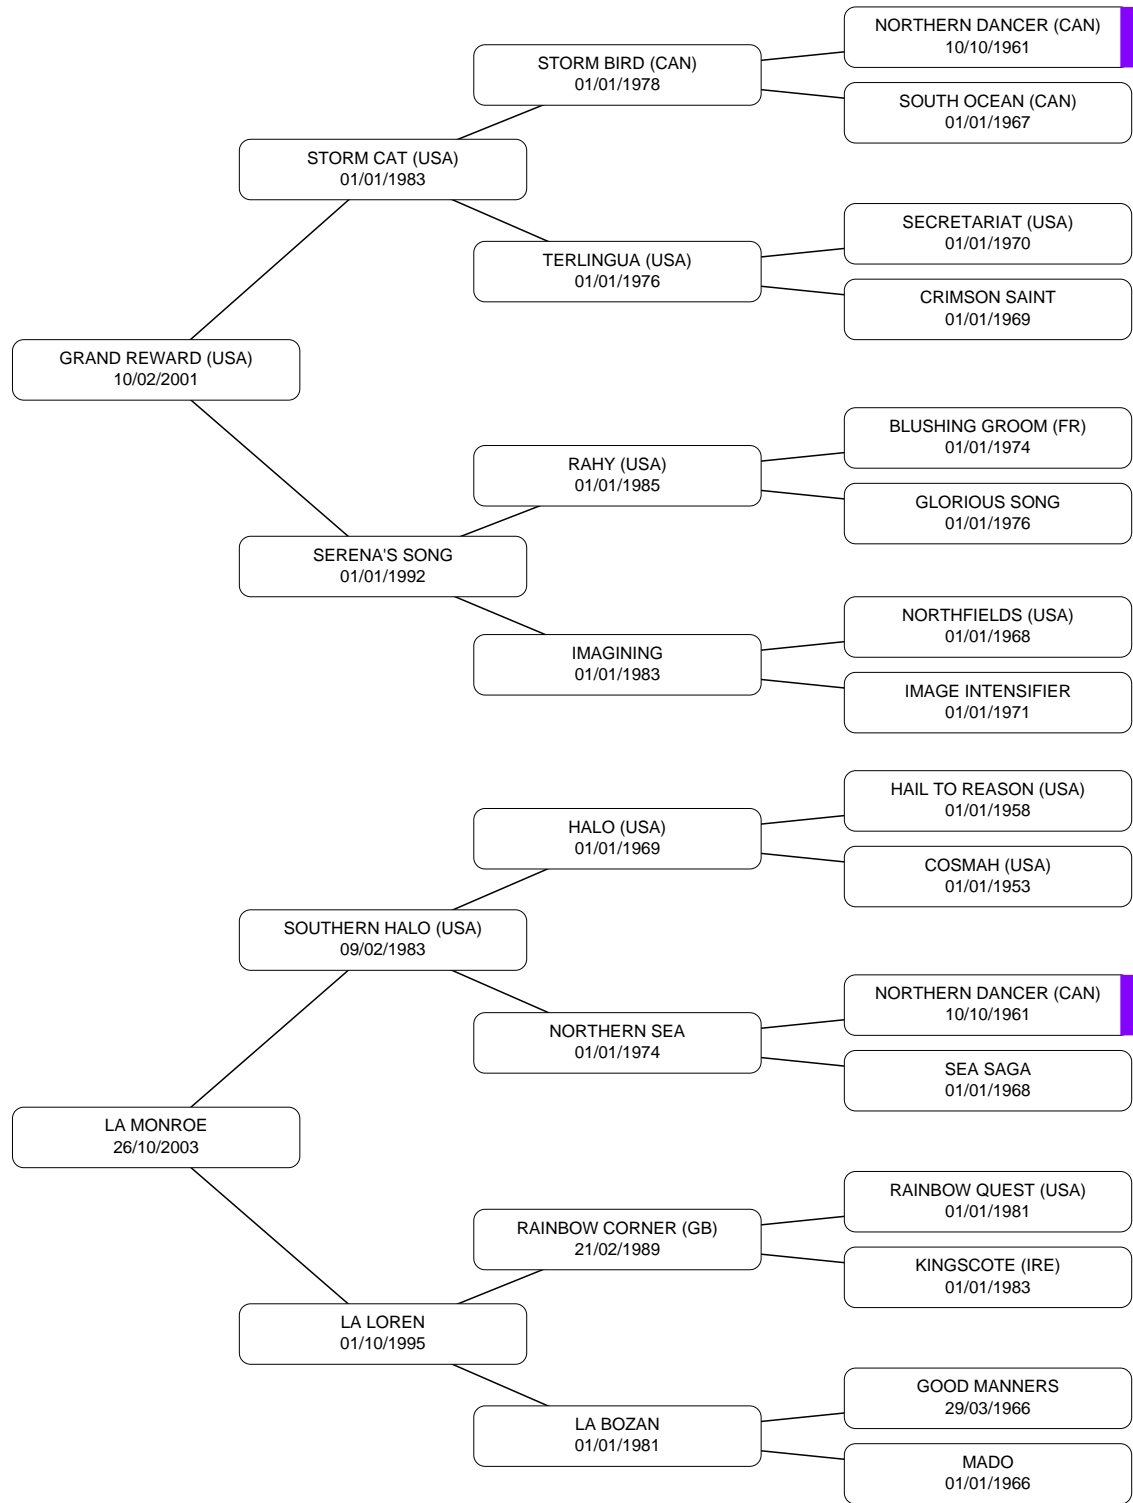 NORTHERN DANCER (CAN)
10/10/1961
STORM BIRD (CAN)
01/01/1978
SOUTH OCEAN (CAN)
01/01/1967
STORM CAT (USA)
01/01/1983
SECRETARIAT (USA)
01/01/1970
TERLINGUA (USA)
01/01/1976
CRIMSON SAINT
01/01/1969
GRAND REWARD (USA)
10/02/2001
BLUSHING GROOM (FR)
01/01/1974
RAHY (USA)
01/01/1985
GLORIOUS SONG
01/01/1976
SERENA'S SONG
01/01/1992
NORTHFIELDS (USA)
01/01/1968
IMAGINING
01/01/1983
IMAGE INTENSIFIER
01/01/1971
HAIL TO REASON (USA)
01/01/1958
HALO (USA)
01/01/1969
COSMAH (USA)
01/01/1953
SOUTHERN HALO (USA)
09/02/1983
NORTHERN DANCER (CAN)
10/10/1961
NORTHERN SEA
01/01/1974
SEA SAGA
01/01/1968
LA MONROE
26/10/2003
RAINBOW QUEST (USA)
01/01/1981
RAINBOW CORNER (GB)
21/02/1989
KINGSCOTE (IRE)
01/01/1983
LA LOREN
01/10/1995
GOOD MANNERS
29/03/1966
LA BOZAN
01/01/1981
MADO
01/01/1966